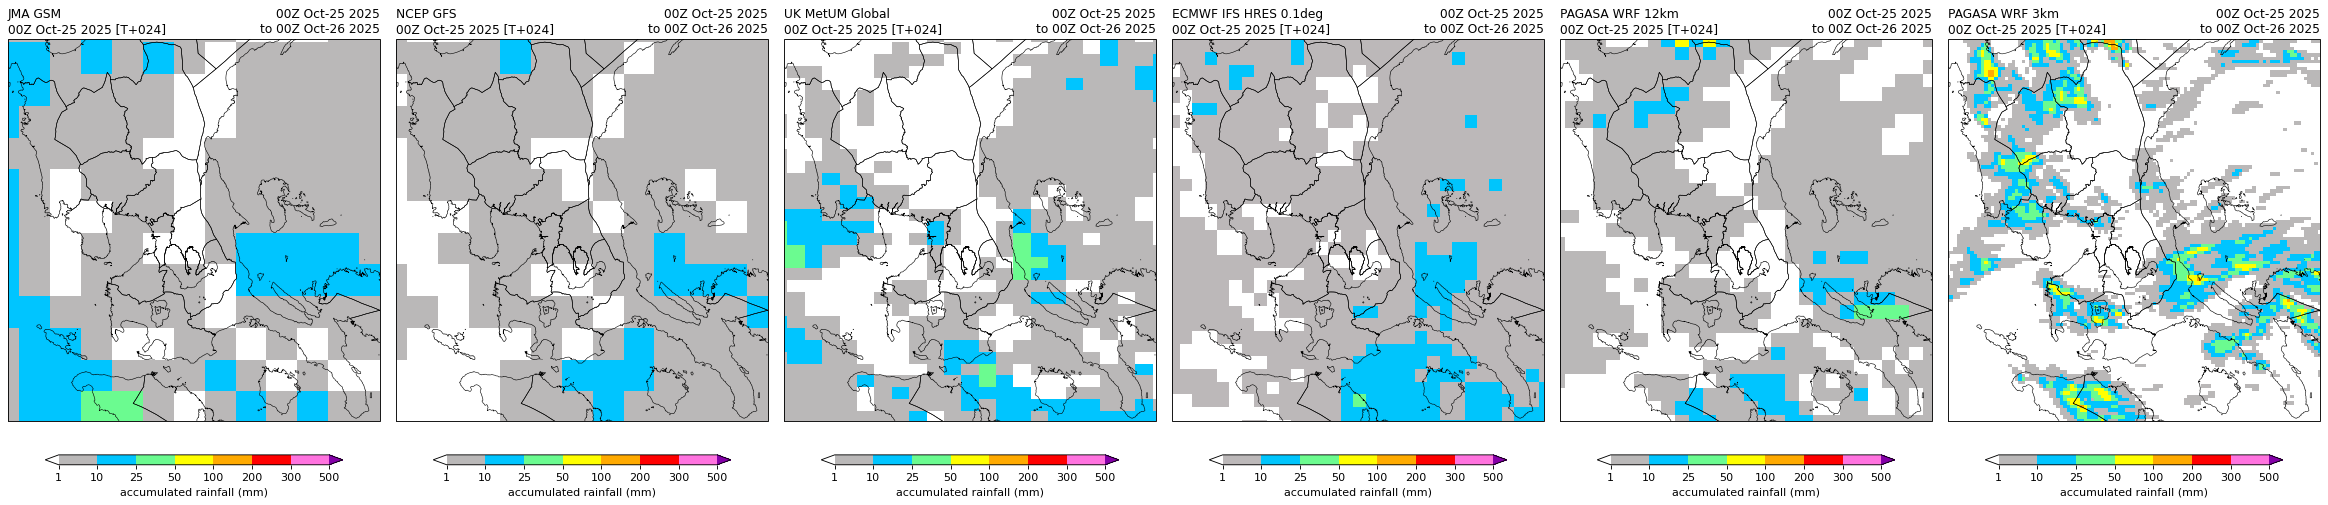 JMA GSM 00Z Oct-25 2025
00Z Oct-25 2025 [T+024] to 00Z Oct-26 2025
1 10 25 50 100 200 300 500
accumulated rainfall (mm)
NCEP GFS 00Z Oct-25 2025
00Z Oct-25 2025 [T+024] to 00Z Oct-26 2025
1 10 25 50 100 200 300 500
accumulated rainfall (mm)
UK MetUM Global 00Z Oct-25 2025
00Z Oct-25 2025 [T+024] to 00Z Oct-26 2025
1 10 25 50 100 200 300 500
accumulated rainfall (mm)
ECMWF IFS HRES 0.1deg 00Z Oct-25 2025
00Z Oct-25 2025 [T+024] to 00Z Oct-26 2025
1 10 25 50 100 200 300 500
accumulated rainfall (mm)
PAGASA WRF 12km 00Z Oct-25 2025
00Z Oct-25 2025 [T+024] to 00Z Oct-26 2025
1 10 25 50 100 200 300 500
accumulated rainfall (mm)
PAGASA WRF 3km 00Z Oct-25 2025
00Z Oct-25 2025 [T+024] to 00Z Oct-26 2025
1 10 25 50 100 200 300 500
accumulated rainfall (mm)